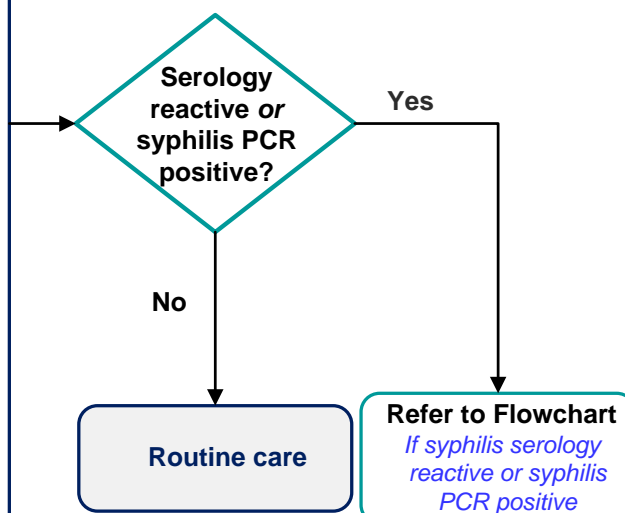 Serology
reactive or
syphilis PCR
positive?
Yes
No
Routine care
Refer to Flowchart
If syphilis serology
reactive or syphilis
PCR positive